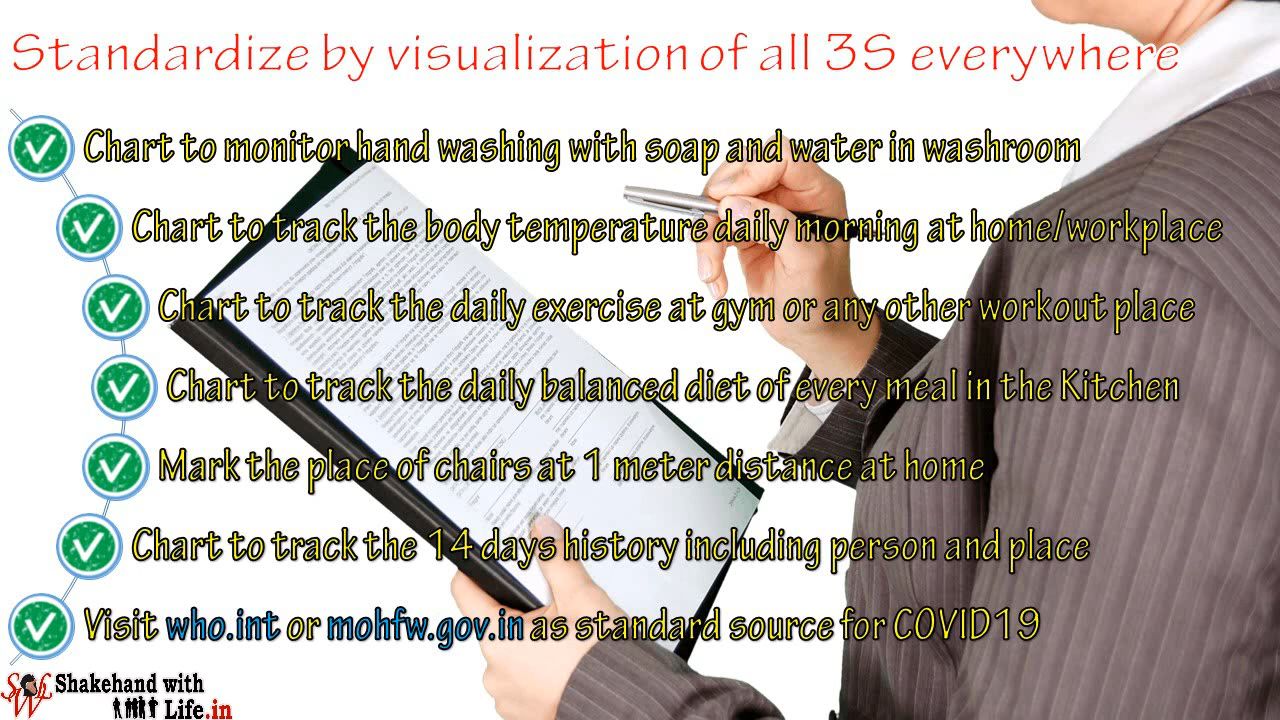 Standardize by visualization of all 3S everywhere
Chart to monitor hand washing with soap and water in washroom
Chart to track the body temperature daily morning at home/workplace
Chart to track the daily exercise at gym or any other workout place
Chart to track the daily balanced diet of every meal in the Kitchen
Mark the place of chairs at 1 meter distance at home
Chart to track the 14 days history including person and place
Visit who.int or mohfw.gov.in as standard source for COVID19
Shakehand with
Life.in